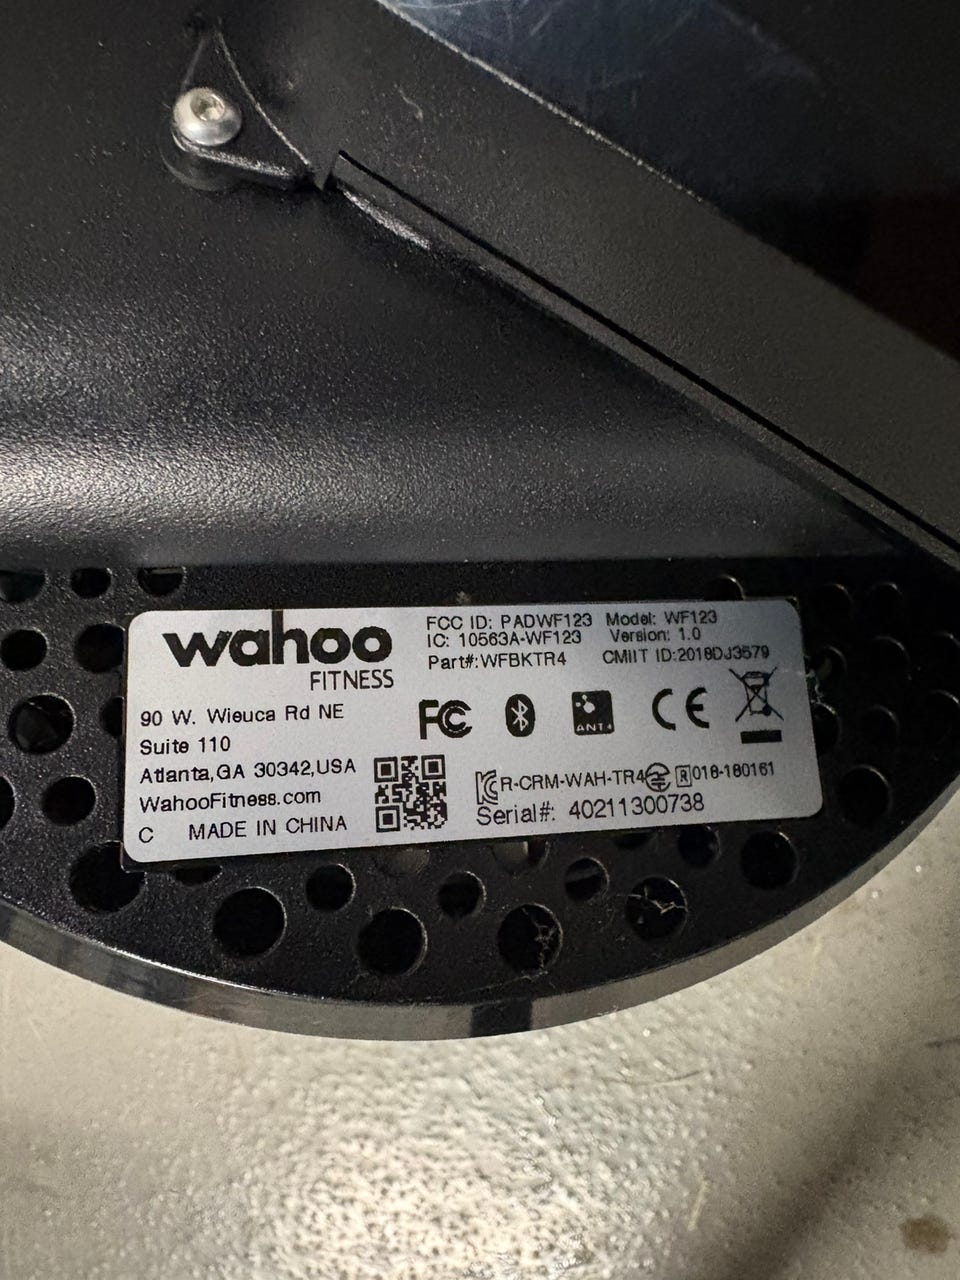 wahoo
FITNESS
90 W. Wieuca Rd NE
Suite 110
Atlanta,GA 30342,USA
WahooFitness.com
C MADE IN CHINA
FCC ID: PADWF123 Model: WF123
IC: 10563A-WF123 Version: 1.0
Part#:WFBKTR4 CMIIT ID:2018DJ3579
FC
ANT+
CE
R-CRM-WAH-TR4 R 018-180161
Serial#: 40211300738